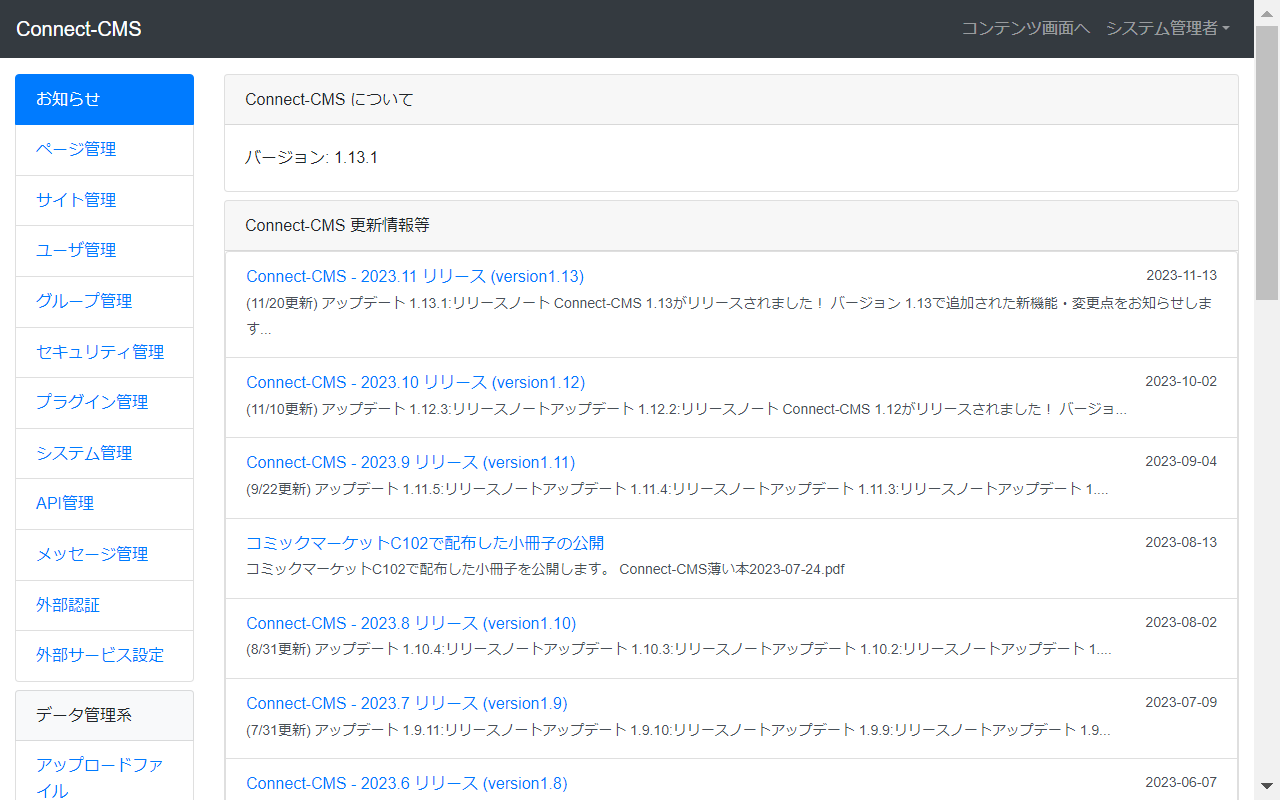 Connect-CMS
コンテンツ画面へ システム管理者
お知らせ
ページ管理
サイト管理
ユーザ管理
グループ管理
セキュリティ管理
プラグイン管理
システム管理
API管理
メッセージ管理
外部認証
外部サービス設定
データ管理系
アップロードファ
イル
Connect-CMS について
バージョン: 1.13.1
Connect-CMS 更新情報等
Connect-CMS - 2023.11 リリース (version1.13) 2023-11-13
(11/20更新) アップデート 1.13.1:リリースノート Connect-CMS 1.13がリリースされました！ バージョン 1.13で追加された新機能・変更点をお知らせしま
す...
Connect-CMS - 2023.10 リリース (version1.12) 2023-10-02
(11/10更新) アップデート 1.12.3:リリースノートアップデート 1.12.2:リリースノート Connect-CMS 1.12がリリースされました！ バージョ...
Connect-CMS - 2023.9 リリース (version1.11) 2023-09-04
(9/22更新) アップデート 1.11.5:リリースノートアップデート 1.11.4:リリースノートアップデート 1.11.3:リリースノートアップデート 1....
コミックマーケットC102で配布した小冊子の公開 2023-08-13
コミックマーケットC102で配布した小冊子を公開します。 Connect-CMS薄い本2023-07-24.pdf
Connect-CMS - 2023.8 リリース (version1.10) 2023-08-02
(8/31更新) アップデート 1.10.4:リリースノートアップデート 1.10.3:リリースノートアップデート 1.10.2:リリースノートアップデート 1....
Connect-CMS - 2023.7 リリース (version1.9) 2023-07-09
(7/31更新) アップデート 1.9.11:リリースノートアップデート 1.9.10:リリースノートアップデート 1.9.9:リリースノートアップデート 1.9...
Connect-CMS - 2023.6 リリース (version1.8) 2023-06-07